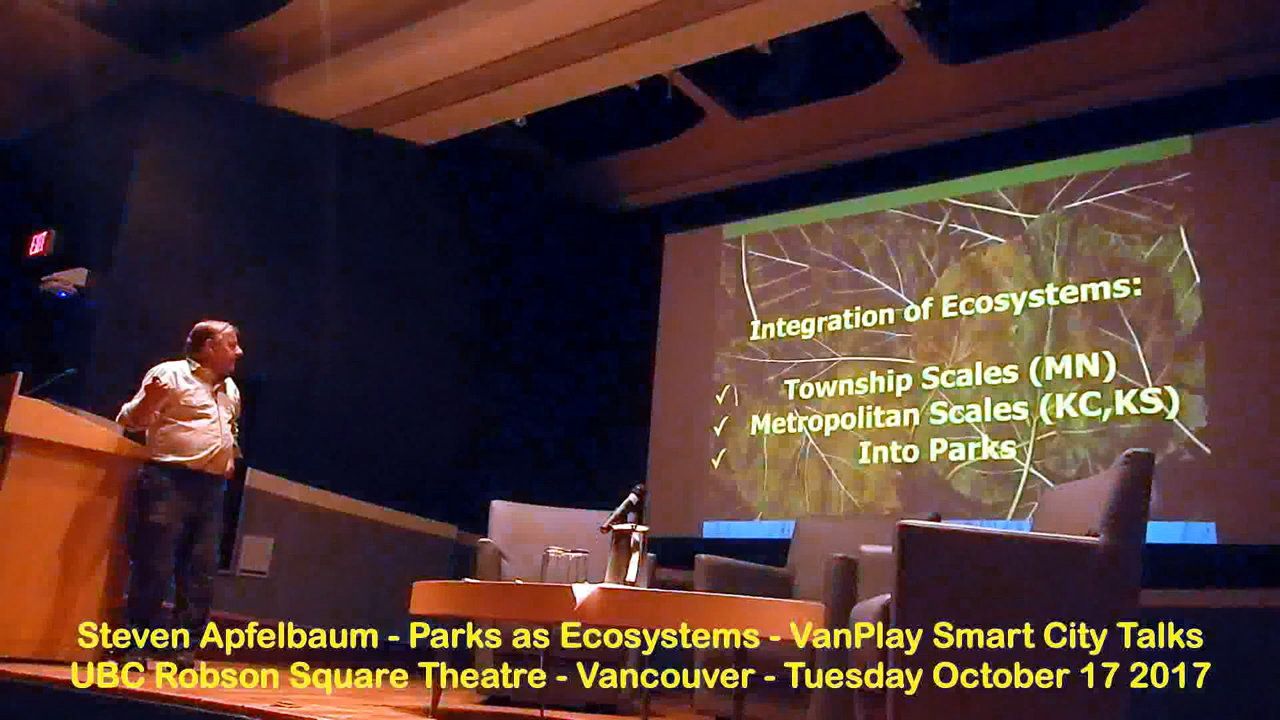 EXIT
Integration of Ecosystems:
✓ Township Scales (MN)
✓ Metropolitan Scales (KC,KS)
✓ Into Parks
Steven Apfelbaum - Parks as Ecosystems - VanPlay Smart City Talks
UBC Robson Square Theatre - Vancouver - Tuesday October 17 2017